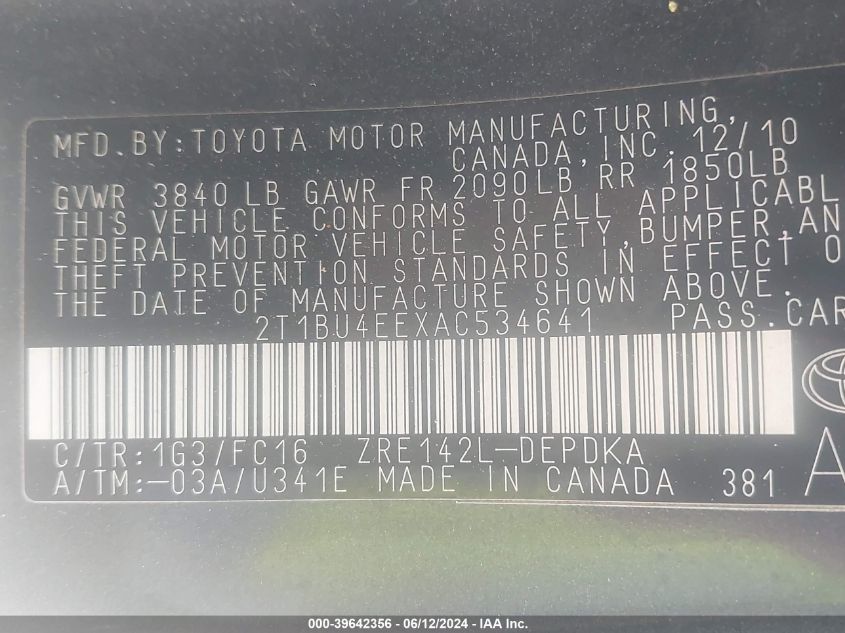 MFD.BY:TOYOTA MOTOR MANUFACTURING,
CANADA, INC. 12/10
GVWR 3840 LB GAWR FR 2090LB RR 1850LB
THIS VEHICLE CONFORMS TO ALL APPLICABL
FEDERAL MOTOR VEHICLE SAFETY,BUMPER,AN
THEFT PREVENTION STANDARDS IN EFFECT O
THE DATE OF MANUFACTURE SHOWN ABOVE.
2T1BU4EEXAC534641 PASS.CAR
C/TR:1G3/FC16 ZRE142L-DEPDKA
A/TM:-03A/U341E MADE IN CANADA 381 A
000-39642356 - 06/12/2024 - IAA Inc.